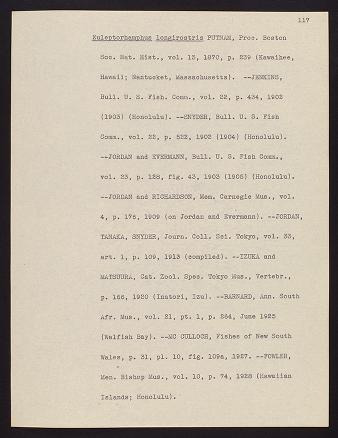 117
Euleptorhamphus longirostris PUTNAM, Proc. Boston
Soc. Nat. Hist., vol. 13, 1870, p. 239 (Kawaihee,
Hawaii; Nantucket, Massachusetts). --JENKINS,
Bull. U. S. Fish. Comm., vol. 22, p. 434, 1902
(1903) (Honolulu). --SNYDER, Bull. U. S. Fish
Comm., vol. 22, p. 522, 1902 (1904) (Honolulu).
--JORDAN and EVERMANN, Bull. U. S. Fish Comm.,
vol. 23, p. 128, fig. 43, 1903 (1905) (Honolulu).
--JORDAN and RICHARDSON, Mem. Carnegie Mus., vol.
4, p. 175, 1909 (on Jordan and Evermann). --JORDAN,
TANAKA, SNYDER, Journ. Coll. Sci. Tokyo, vol. 33,
art. 1, p. 109, 1913 (compiled). --IZUKA and
MATSUURA, Cat. Zool. Spec. Tokyo Mus., Vertebr.,
p. 166, 1920 (Inatori, Izu). --BARNARD, Ann. South
Afr. Mus., vol. 21, pt. 1, p. 264, June 1925
(Walfish Bay). --MC CULLOCH, Fishes of New South
Wales, p. 31, pl. 10, fig. 109a, 1927. --FOWLER,
Mem. Bishop Mus., vol. 10, p. 74, 1928 (Hawaiian
Islands; Honolulu).